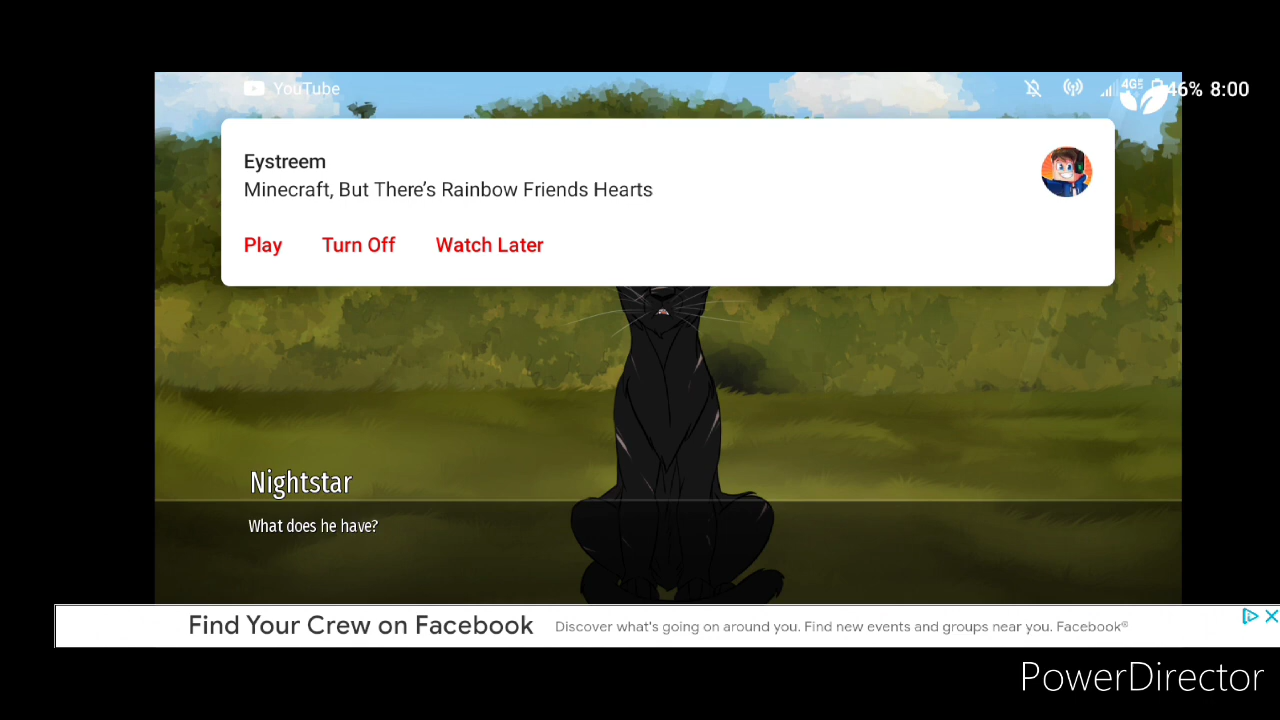 YouTube
4GE 46% 8:00
Eystreem
Minecraft, But There’s Rainbow Friends Hearts
Play Turn Off Watch Later
Nightstar
What does he have?
Find Your Crew on Facebook Discover what's going on around you. Find new events and groups near you. Facebook®
PowerDirector